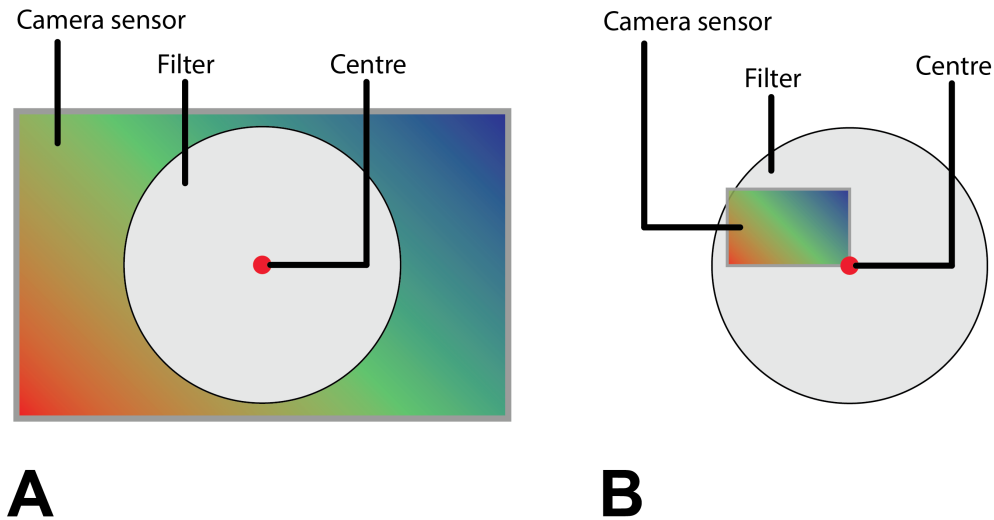 Camera sensor
Filter
Centre
Camera sensor
Filter
Centre
A
B